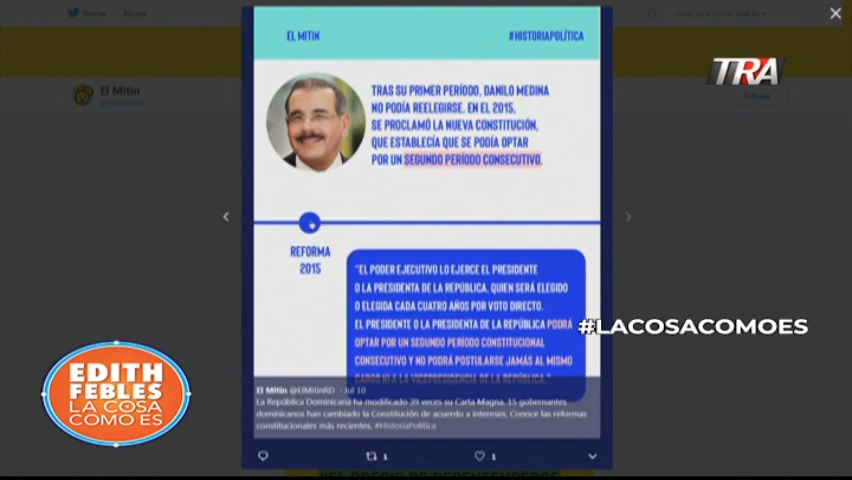 Home
About
Log in
El Mitin
Follow
EL MITIN
#HISTORIAPOLÍTICA
TRAS SU PRIMER PERÍODO, DANILO MEDINA
NO PODÍA REELEGIRSE. EN EL 2015,
SE PROCLAMÓ LA NUEVA CONSTITUCIÓN,
QUE ESTABLECÍA QUE SE PODÍA OPTAR
POR UN SEGUNDO PERÍODO CONSECUTIVO.
TRA
REFORMA
2015
"EL PODER EJECUTIVO LO EJERCE EL PRESIDENTE
O LA PRESIDENTA DE LA REPÚBLICA, QUIEN SERÁ ELEGIDO
O ELEGIDA CADA CUATRO AÑOS POR VOTO DIRECTO.
EL PRESIDENTE O LA PRESIDENTA DE LA REPÚBLICA PODRÁ
OPTAR POR UN SEGUNDO PERÍODO CONSTITUCIONAL
CONSECUTIVO Y NO PODRÁ POSTULARSE JAMÁS AL MISMO
CARGO NI A LA VICEPRESIDENCIA DE LA REPÚBLICA."
#LACOSACOMOES
EDITH
FEBLES
LA COSA
COMO ES
El Mitin @ElMitinRD · Jul 10
La República Dominicana ha modificado 39 veces su Carta Magna. 15 gobernantes
dominicanos han cambiado la Constitución de acuerdo a intereses. Conoce las reformas
constitucionales más recientes. #HistoriaPolítica
1
1